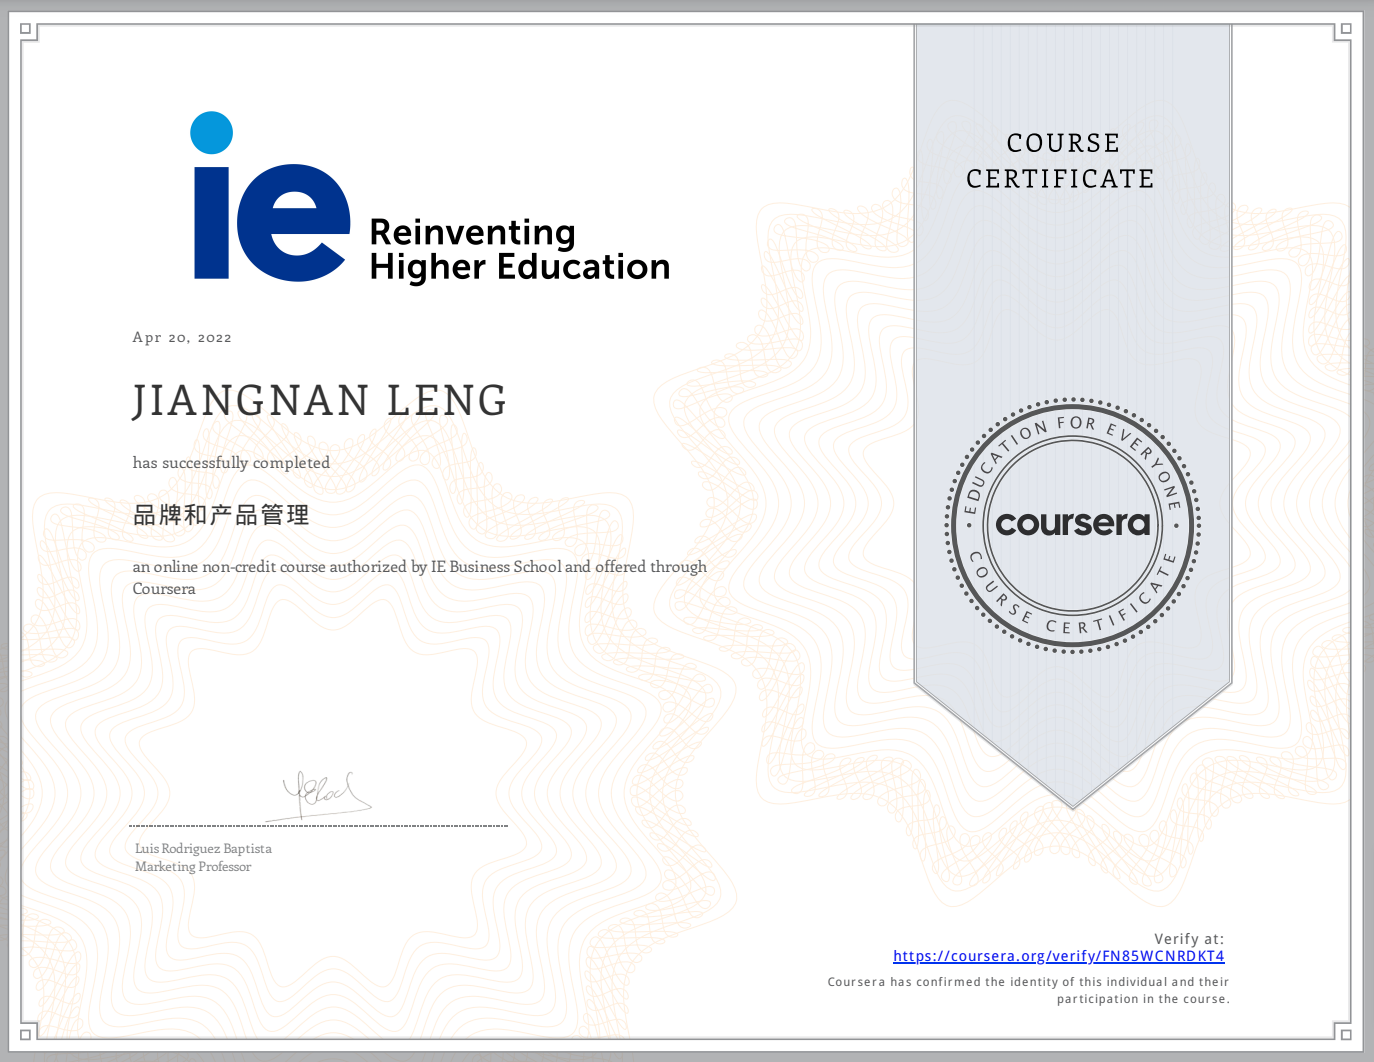 ie
Reinventing
Higher Education
Apr 20, 2022
JIANGNAN LENG
has successfully completed
品牌和产品管理
an online non-credit course authorized by IE Business School and offered through
Coursera
Luis Rodriguez Baptista
Marketing Professor
COURSE
CERTIFICATE
EDUCATION FOR EVERYONE
coursera
COURSE CERTIFICATE
Verify at:
https://coursera.org/verify/FN85WCNRDKT4
Coursera has confirmed the identity of this individual and their
participation in the course.